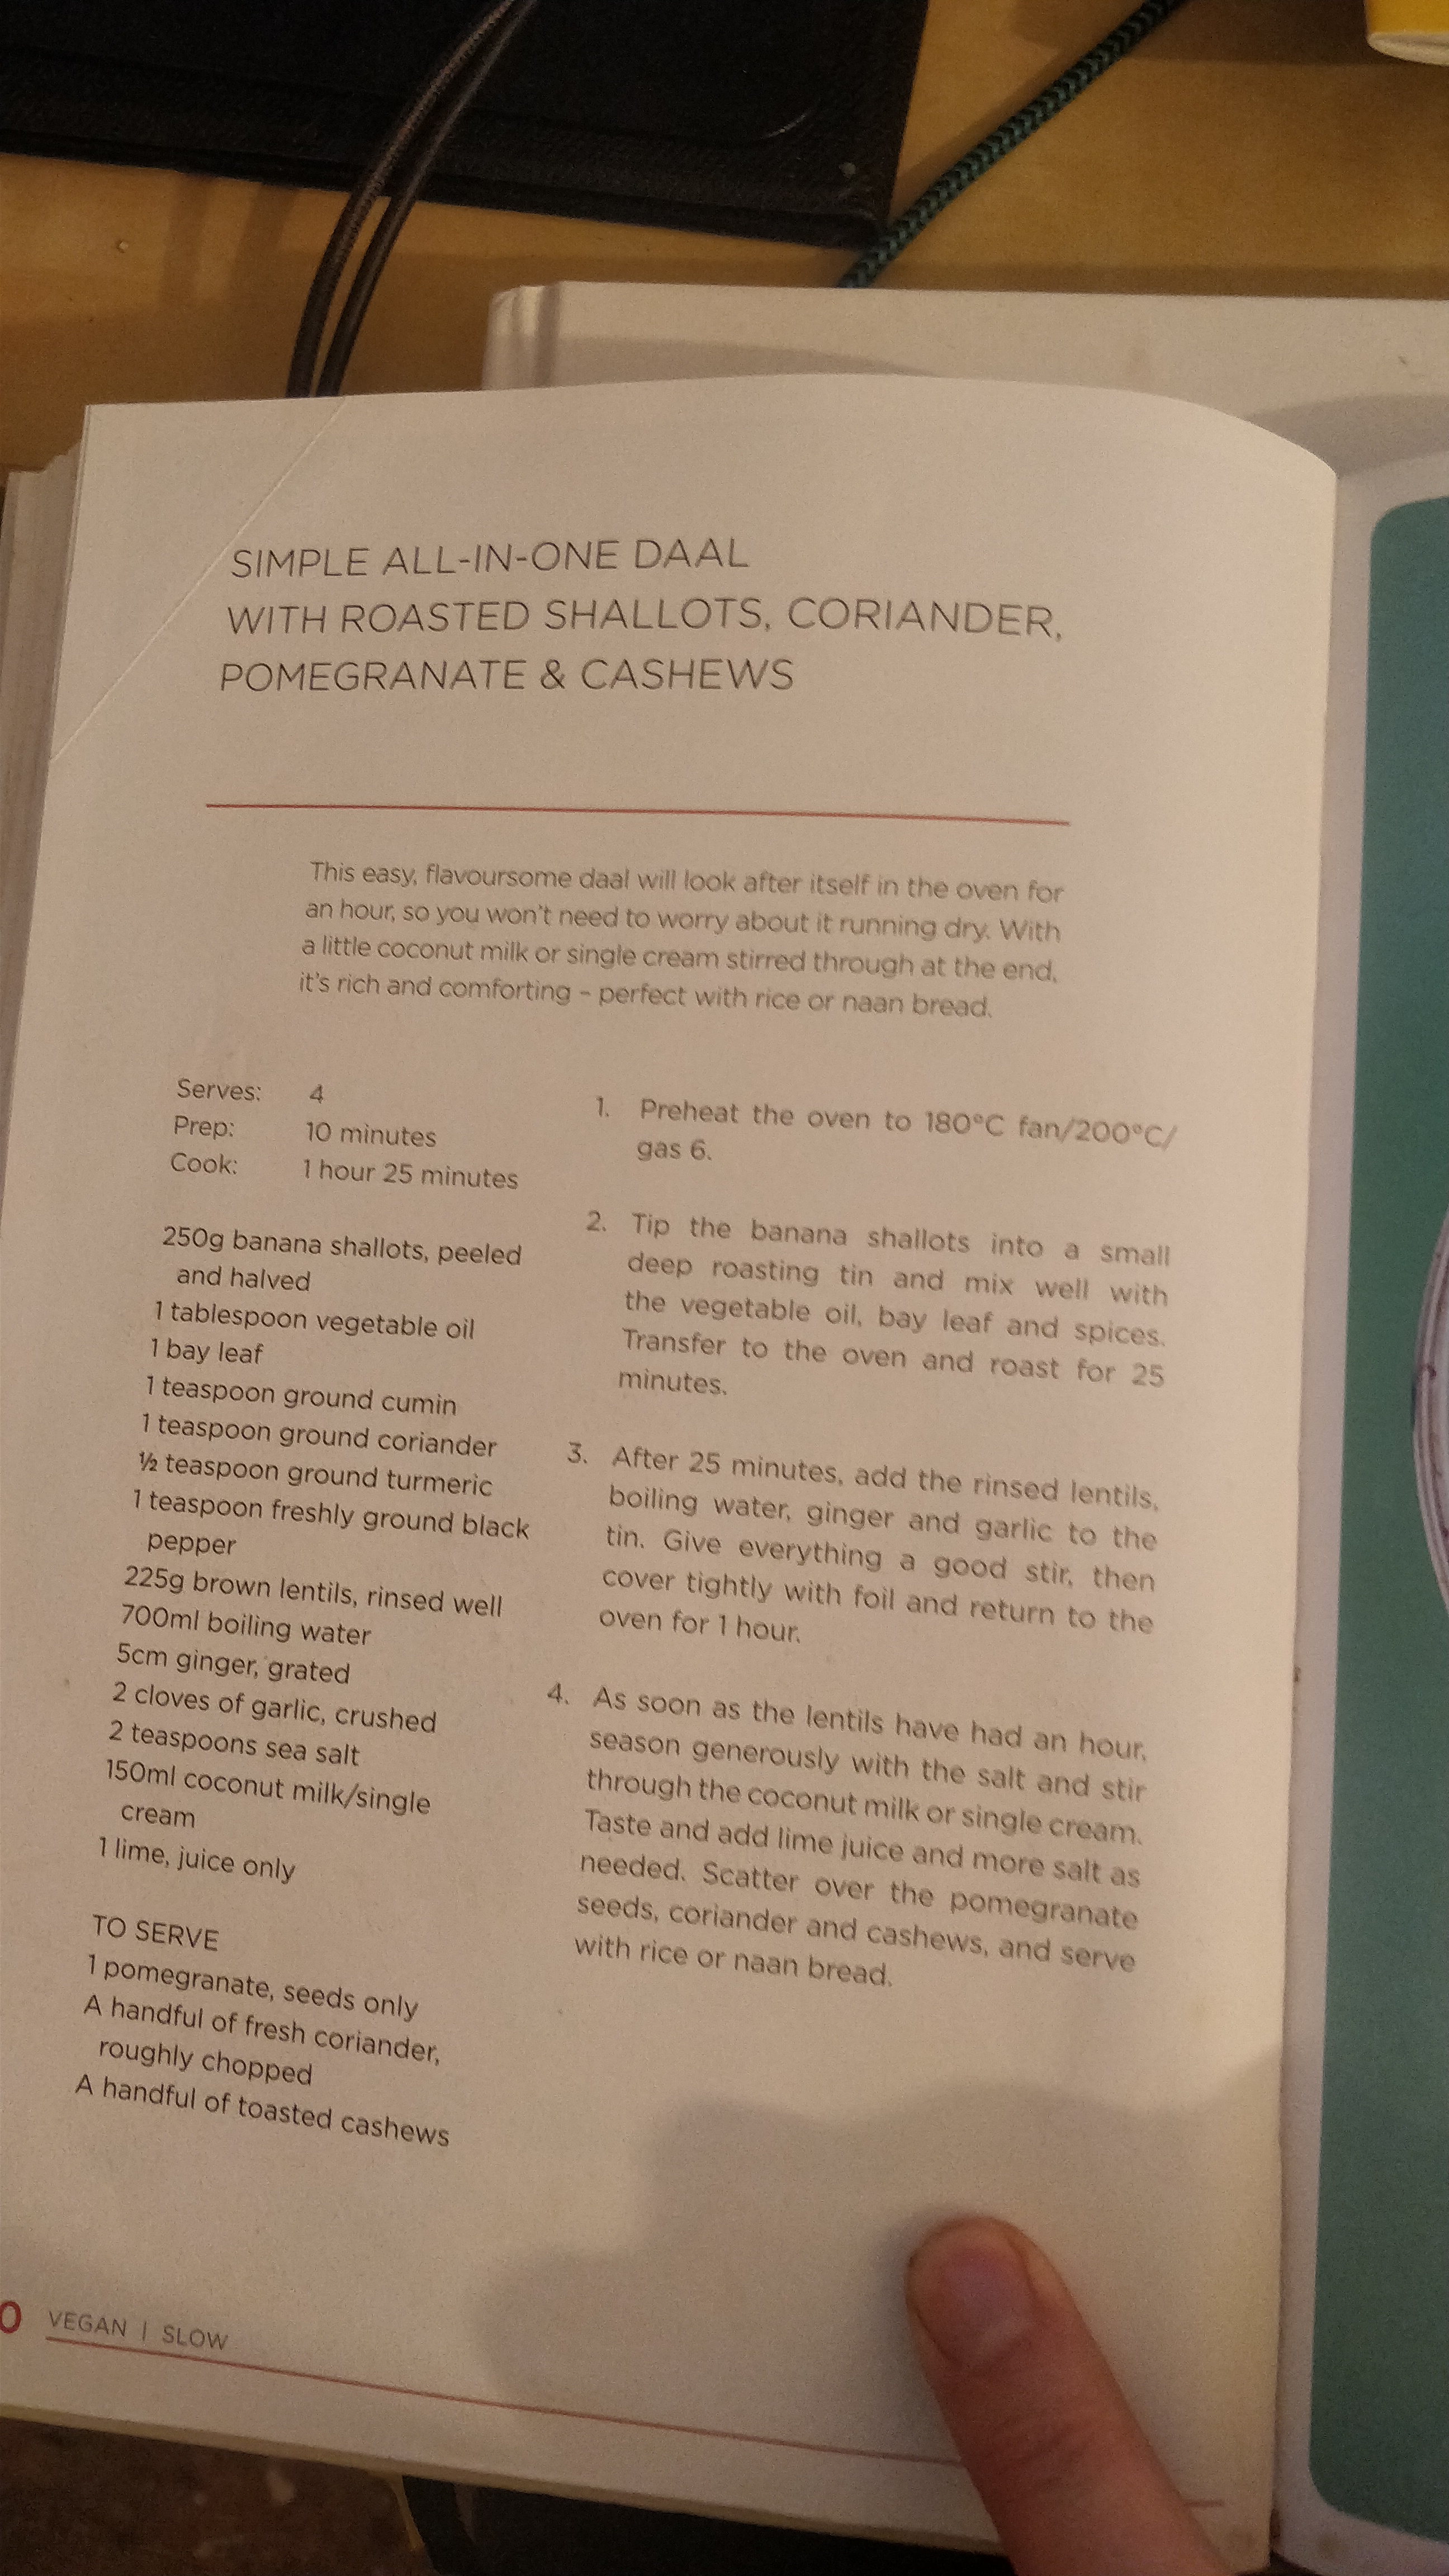 SIMPLE ALL-IN-ONE DAAL
WITH ROASTED SHALLOTS, CORIANDER,
POMEGRANATE & CASHEWS
This easy, flavoursome daal will look after itself in the oven for
an hour, so you won't need to worry about it running dry. With
a little coconut milk or single cream stirred through at the end,
it's rich and comforting – perfect with rice or naan bread.
Serves: 4
Prep: 10 minutes
Cook: 1 hour 25 minutes
250g banana shallots, peeled
and halved
1 tablespoon vegetable oil
1 bay leaf
1 teaspoon ground cumin
1 teaspoon ground coriander
½ teaspoon ground turmeric
1 teaspoon freshly ground black
pepper
225g brown lentils, rinsed well
700ml boiling water
5cm ginger, grated
2 cloves of garlic, crushed
2 teaspoons sea salt
150ml coconut milk/single
cream
1 lime, juice only
TO SERVE
1 pomegranate, seeds only
A handful of fresh coriander,
roughly chopped
A handful of toasted cashews
1. Preheat the oven to 180°C fan/200°C/
gas 6.
2. Tip the banana shallots into a small
deep roasting tin and mix well with
the vegetable oil, bay leaf and spices.
Transfer to the oven and roast for 25
minutes.
3. After 25 minutes, add the rinsed lentils,
boiling water, ginger and garlic to the
tin. Give everything a good stir, then
cover tightly with foil and return to the
oven for 1 hour.
4. As soon as the lentils have had an hour,
season generously with the salt and stir
through the coconut milk or single cream.
Taste and add lime juice and more salt as
needed. Scatter over the pomegranate
seeds, coriander and cashews, and serve
with rice or naan bread.
0 VEGAN | SLOW